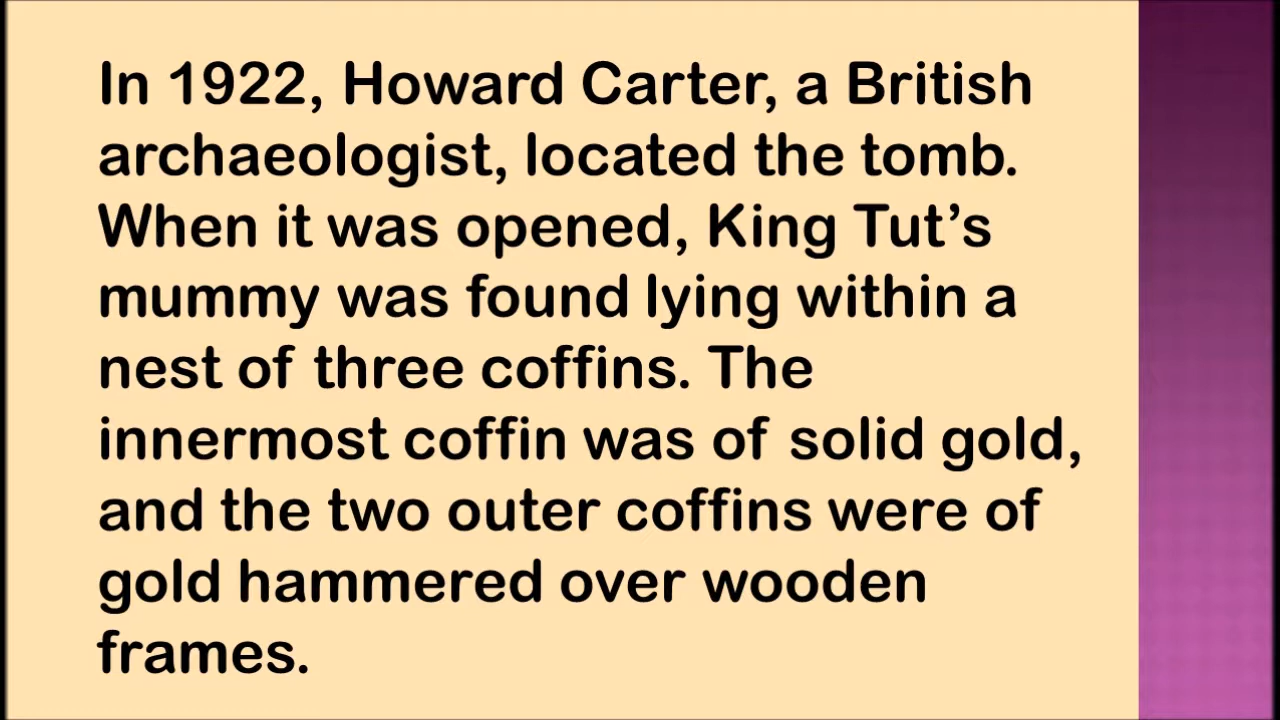 In 1922, Howard Carter, a British
archaeologist, located the tomb.
When it was opened, King Tut’s
mummy was found lying within a
nest of three coffins. The
innermost coffin was of solid gold,
and the two outer coffins were of
gold hammered over wooden
frames.